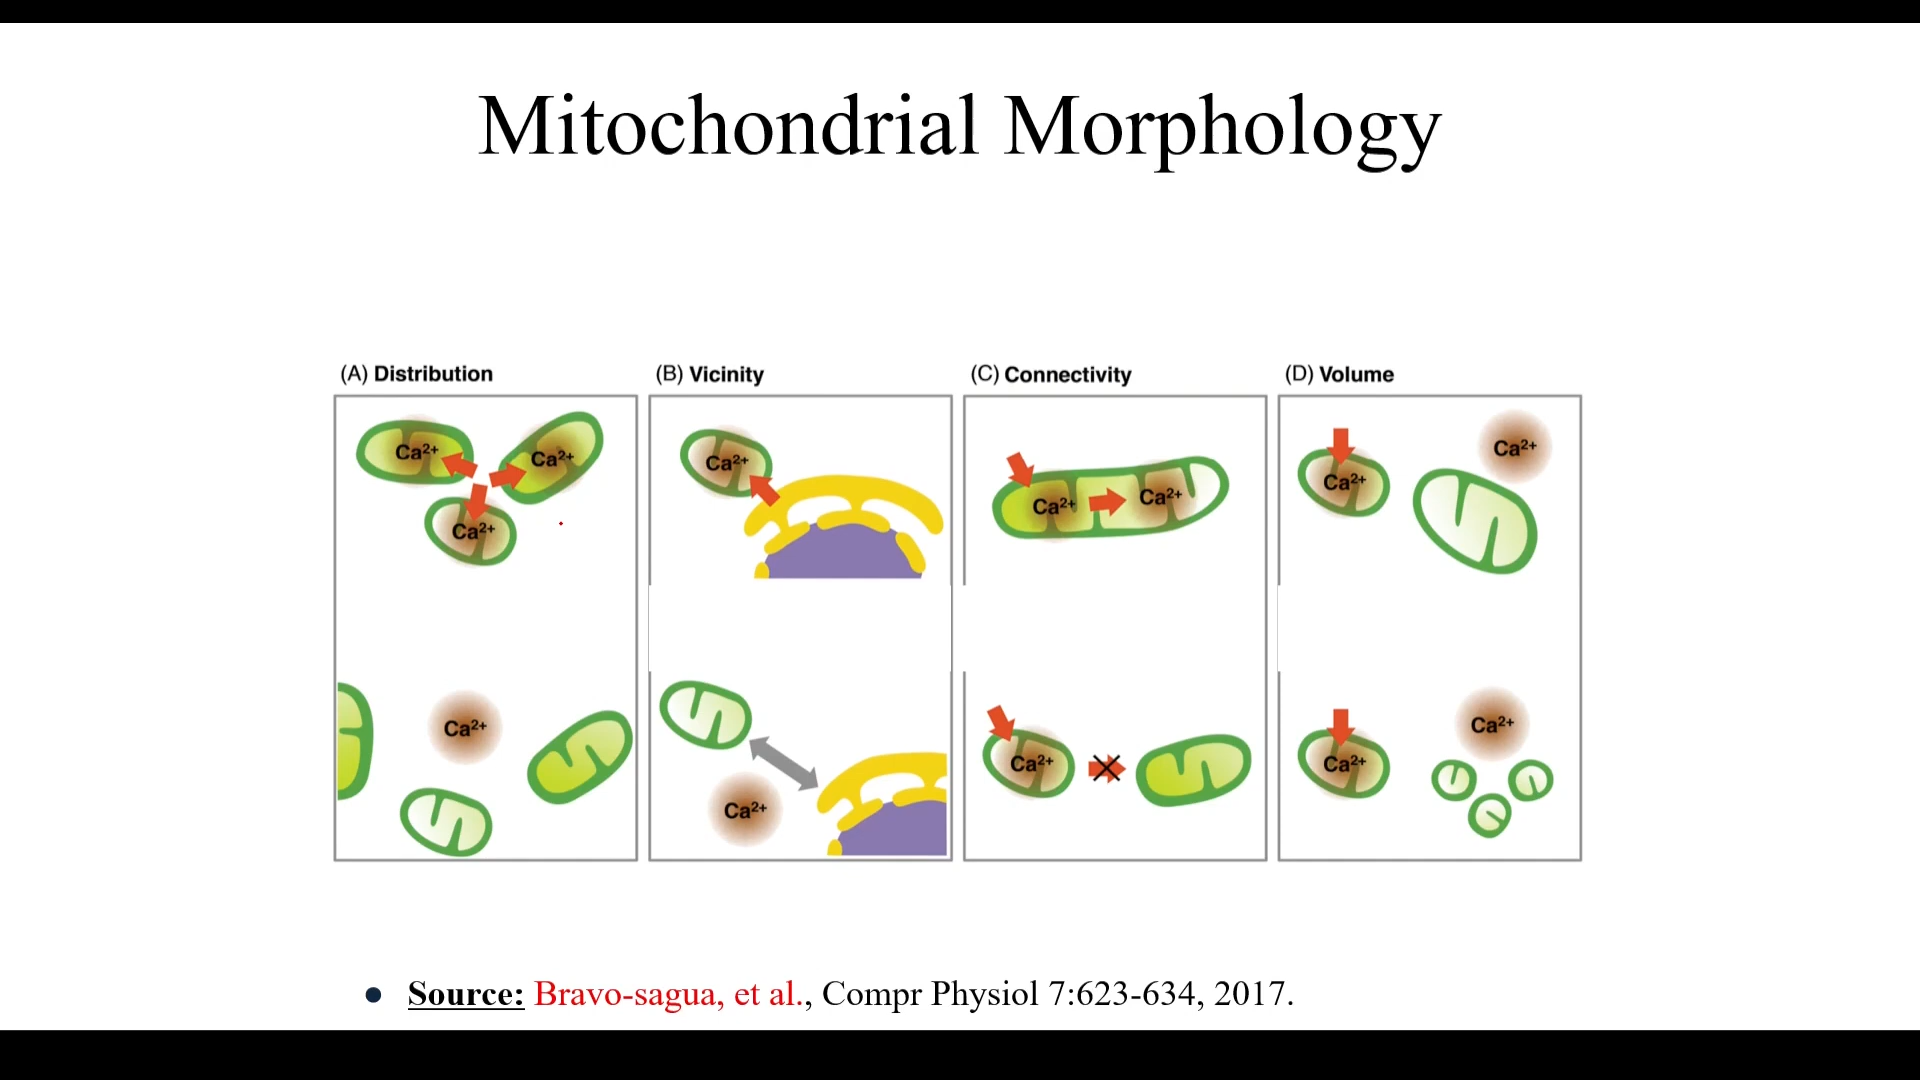 Mitochondrial Morphology
(A) Distribution
(B) Vicinity
(C) Connectivity
(D) Volume
Ca²⁺
Ca²⁺
Ca²⁺
Ca²⁺
Ca²⁺
Ca²⁺
Ca²⁺
Ca²⁺
Ca²⁺
Ca²⁺
Ca²⁺
Ca²⁺
Ca²⁺
Ca²⁺
● Source: Bravo-sagua, et al., Compr Physiol 7:623-634, 2017.